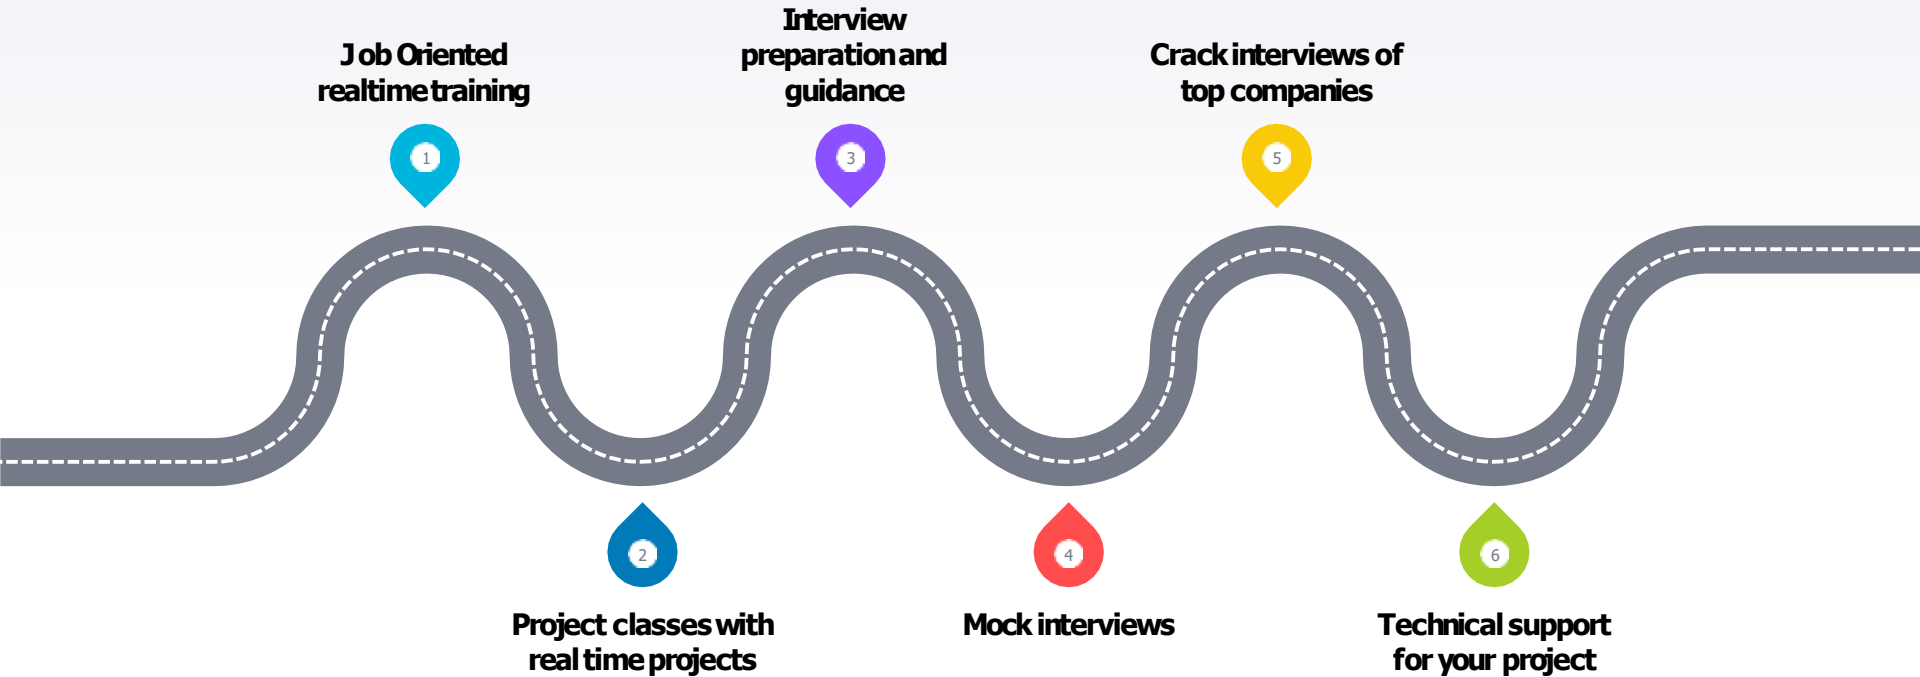 Job Oriented
realtime training
1
Project classes with
real time projects
2
Interview
preparation and
guidance
3
Mock interviews
4
Crack interviews of
top companies
5
Technical support
for your project
6